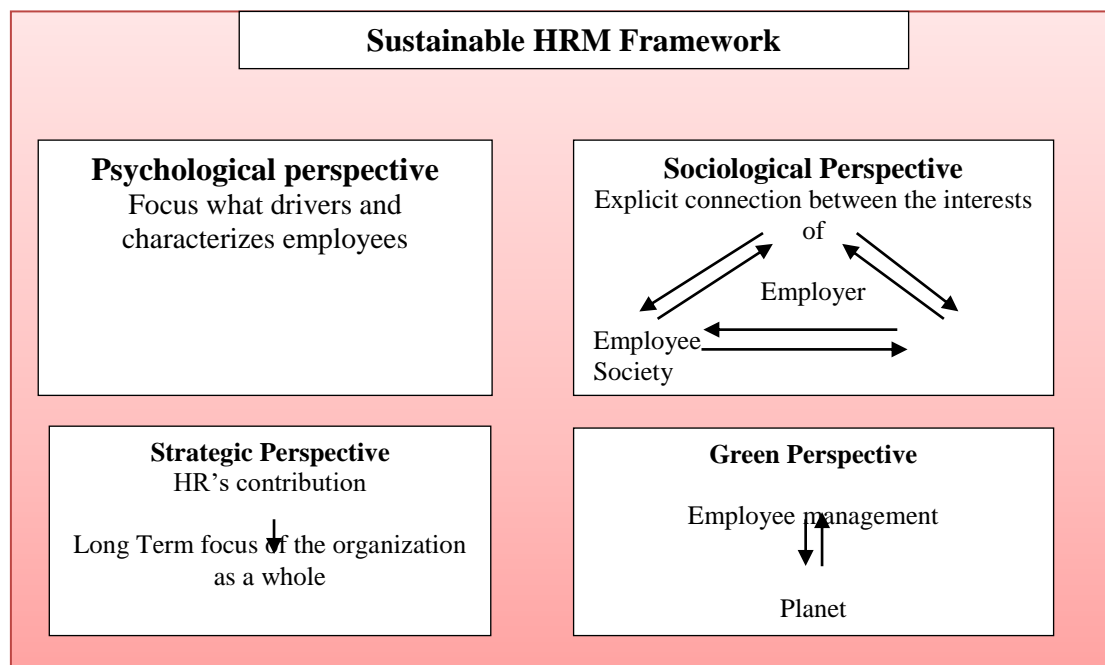 Sustainable HRM Framework
Psychological perspective
Focus what drivers and
characterizes employees
Sociological Perspective
Explicit connection between the interests
of
Employer
Employee
Society
Strategic Perspective
HR’s contribution
Long Term focus of the organization
as a whole
Green Perspective
Employee management
Planet